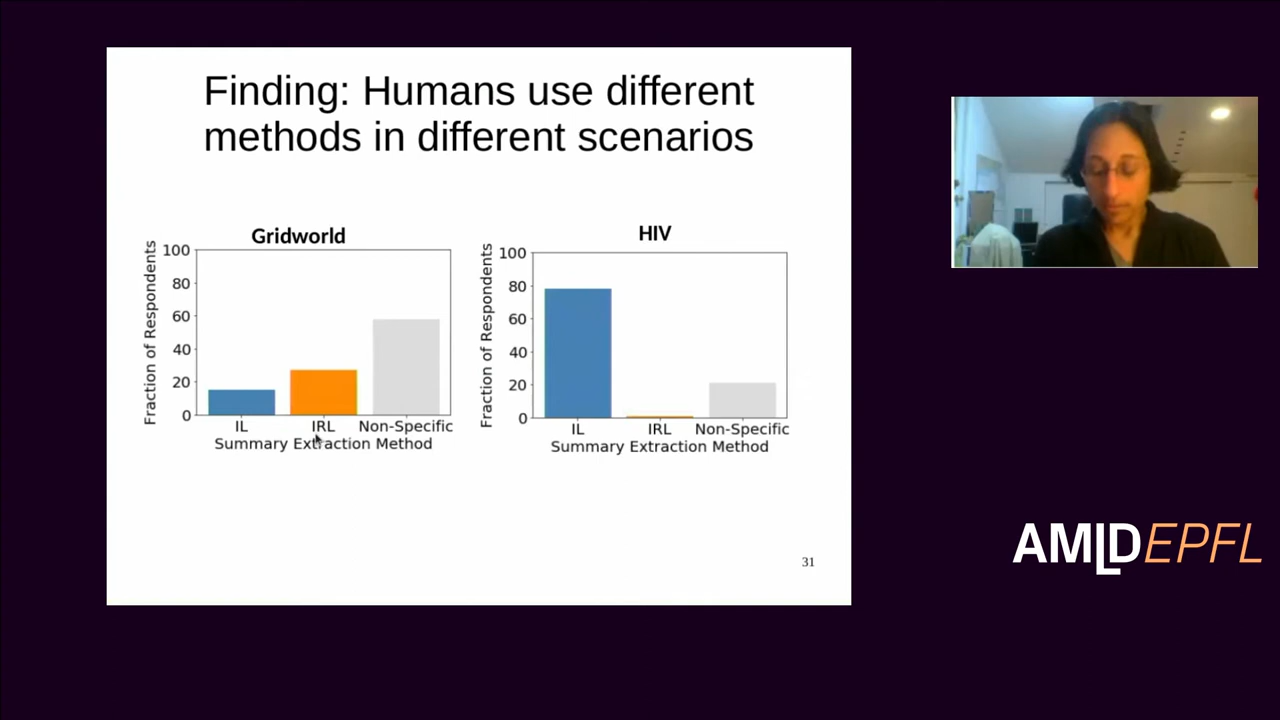 Finding: Humans use different
methods in different scenarios
Gridworld
Fraction of Respondents
100
80
60
40
20
0
IL
IRL
Non-Specific
Summary Extraction Method
HIV
Fraction of Respondents
100
80
60
40
20
0
IL
IRL
Non-Specific
Summary Extraction Method
31
AMLDEPFL